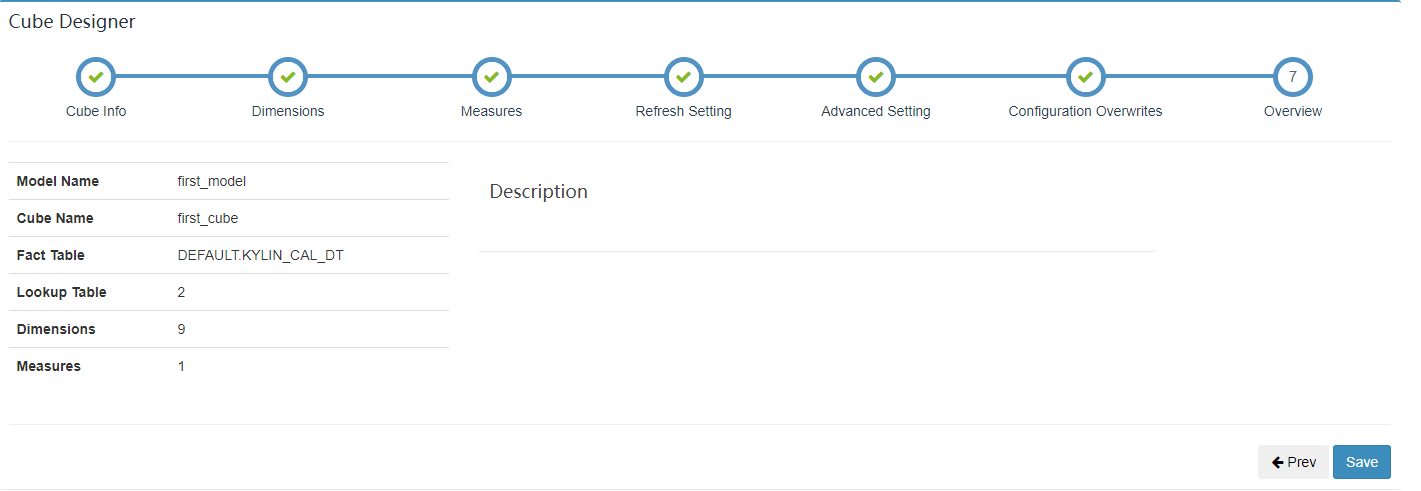 Cube Designer
7
Cube Info
Dimensions
Measures
Refresh Setting
Advanced Setting
Configuration Overwrites
Overview
Model Name first_model
Cube Name first_cube
Fact Table DEFAULT.KYLIN_CAL_DT
Lookup Table 2
Dimensions 9
Measures 1
Description
Prev
Save